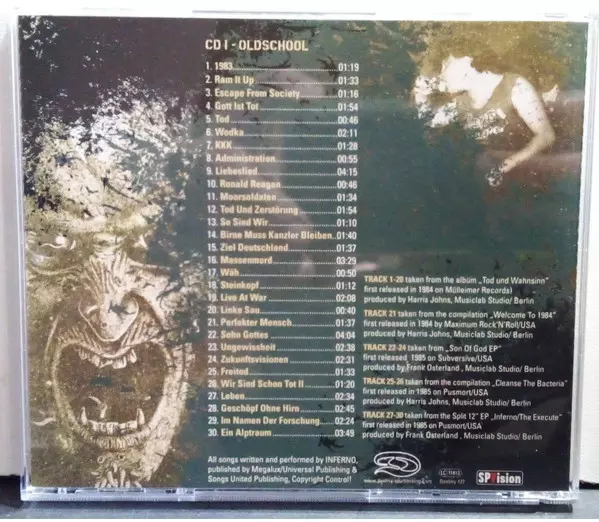 CD I - OLDSCHOOL
1. 1983 01:19
2. Ram It Up 01:33
3. Escape From Society 01:16
4. Gott Ist Tot 01:54
5. Tod 00:46
6. Wodka 02:11
7. KKK 01:28
8. Administration 00:55
9. Liebeslied 04:15
10. Ronald Reagan 00:46
11. Moorsoldaten 01:34
12. Tod Und Zerstörung 01:54
13. So Sind Wir 01:10
14. Birne Muss Kanzler Bleiben 01:40
15. Ziel Deutschland 01:37
16. Massenmord 03:29
17. Wäh 00:50
18. Steinkopf 01:12
19. Live At War 02:08
20. Linke Sau 00:40
21. Perfekter Mensch 01:37
22. Sohn Gottes 04:04
23. Ungewissheit 02:38
24. Zukunftsvisionen 02:31
25. Freitod 01:33
26. Wir Sind Schon Tot II 01:20
27. Leben 02:34
28. Geschöpf Ohne Hirn 02:45
29. Im Namen Der Forschung 02:24
30. Ein Alptraum 03:49
All songs written and performed by INFERNO,
published by Megalux/Universal Publishing &
Songs United Publishing, Copyright Control!
TRACK 1-20 taken from the album „Tod und Wahnsinn"
first released in 1984 on Mülleimer Records)
produced by Harris Johns, Musiclab Studio/ Berlin
TRACK 21 taken from the compilation „Welcome To 1984"
first released in 1984 by Maximum Rock'N'Roll/USA
produced by Harris Johns, Musiclab Studio/ Berlin
TRACK 22-24 taken from „Son Of God EP"
first released, 1985 on Subversive/USA
produced by Frank Osterland , Musiclab Studio/ Berlin
TRACK 25-26 taken from the compilation „Cleanse The Bacteria"
first released in 1985 on Pusmort/USA
produced by Harris Johns, Musiclab Studio/ Berlin
TRACK 27-30 taken from the Split 12" EP „Inferno/The Execute"
first released in 1985 on Pusmort/USA
produced by Frank Osterland , Musiclab Studio/ Berlin
Destiny 137
SPVision